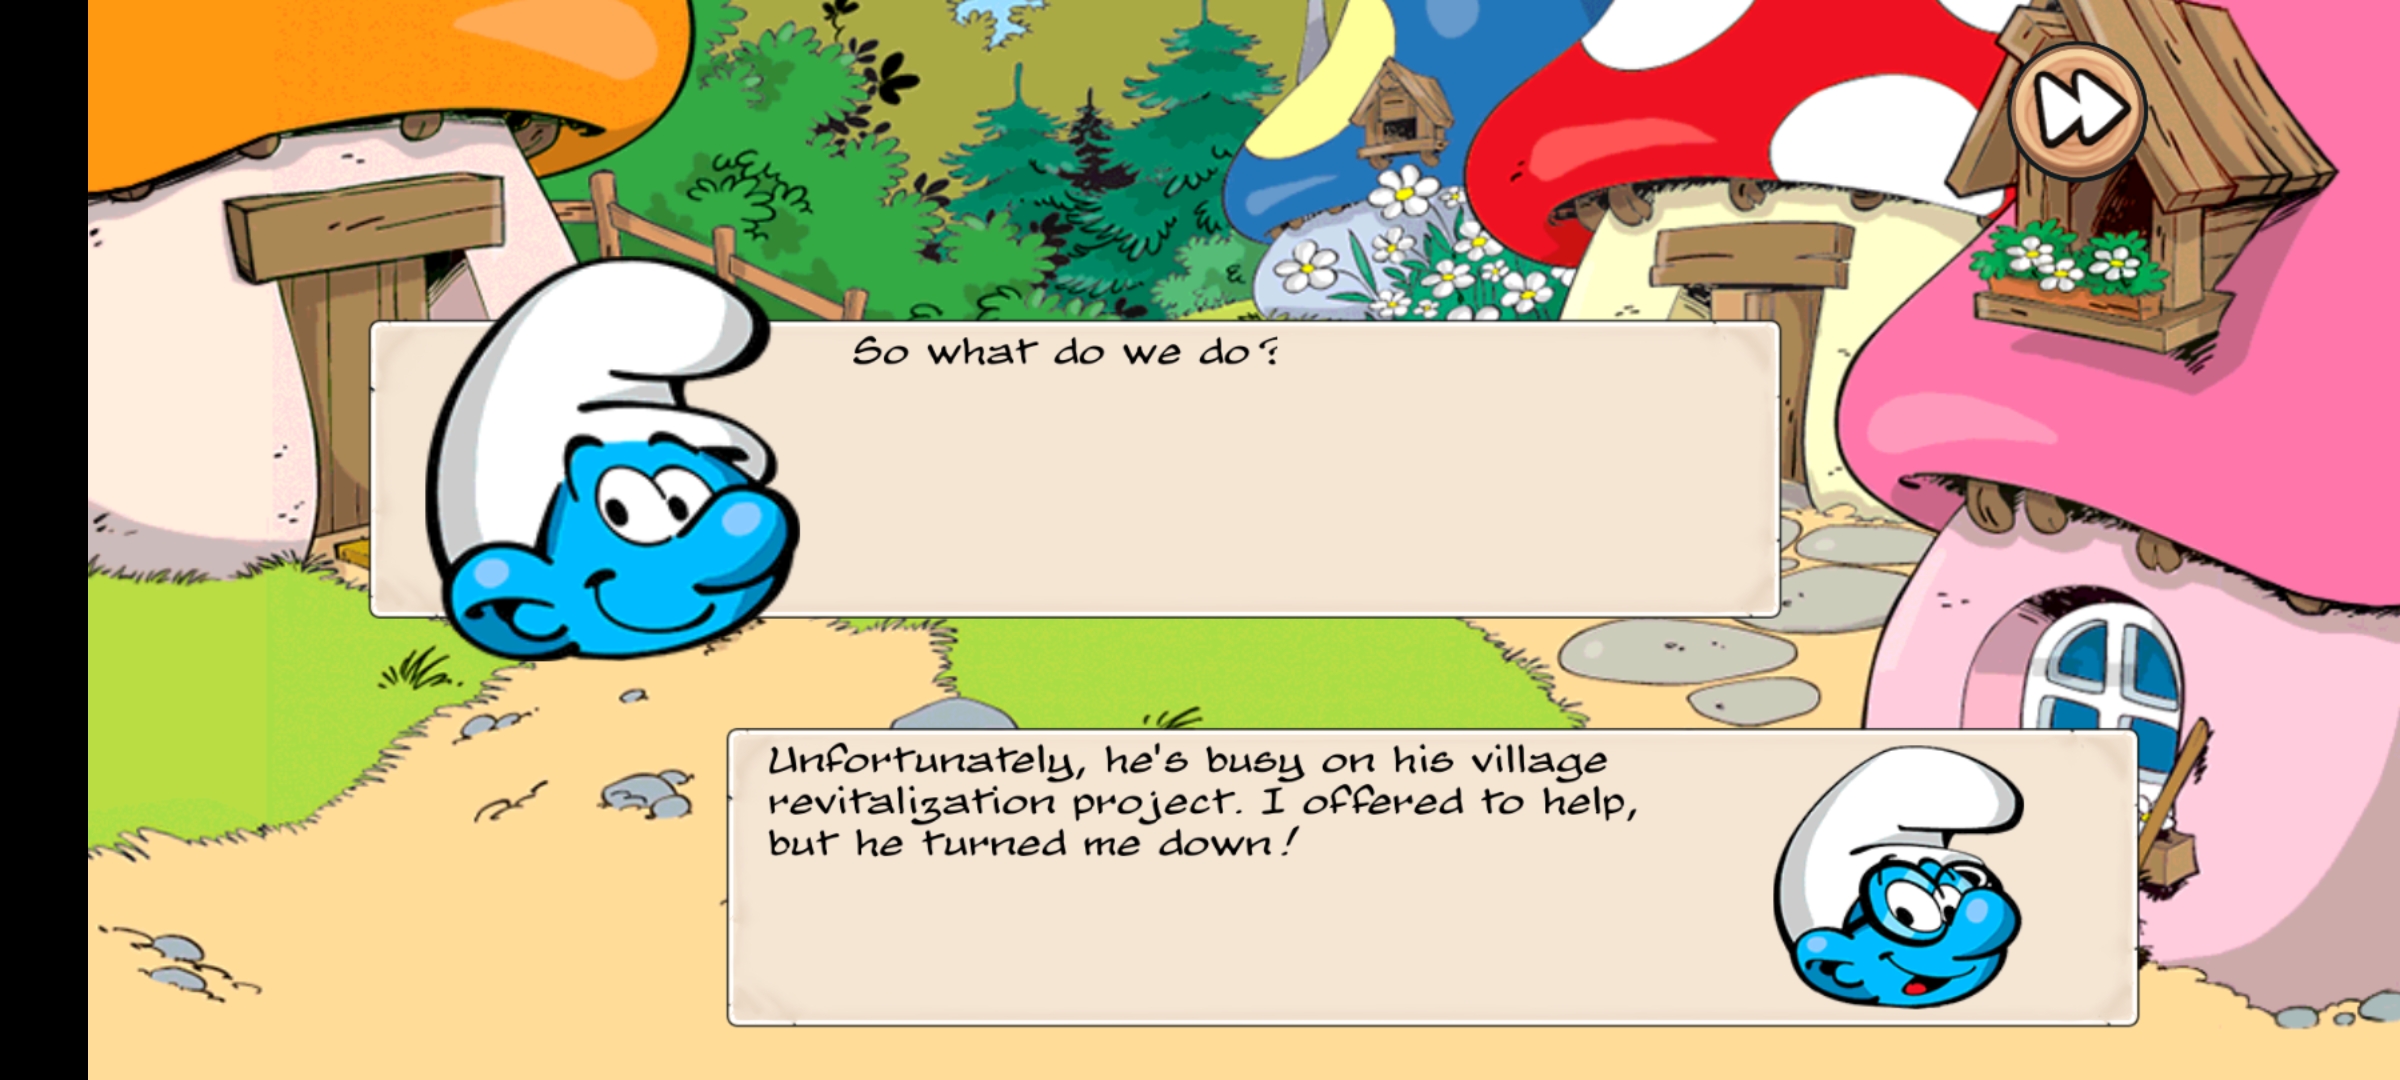 So what do we do?
Unfortunately, he's busy on his village
revitalization project. I offered to help,
but he turned me down!